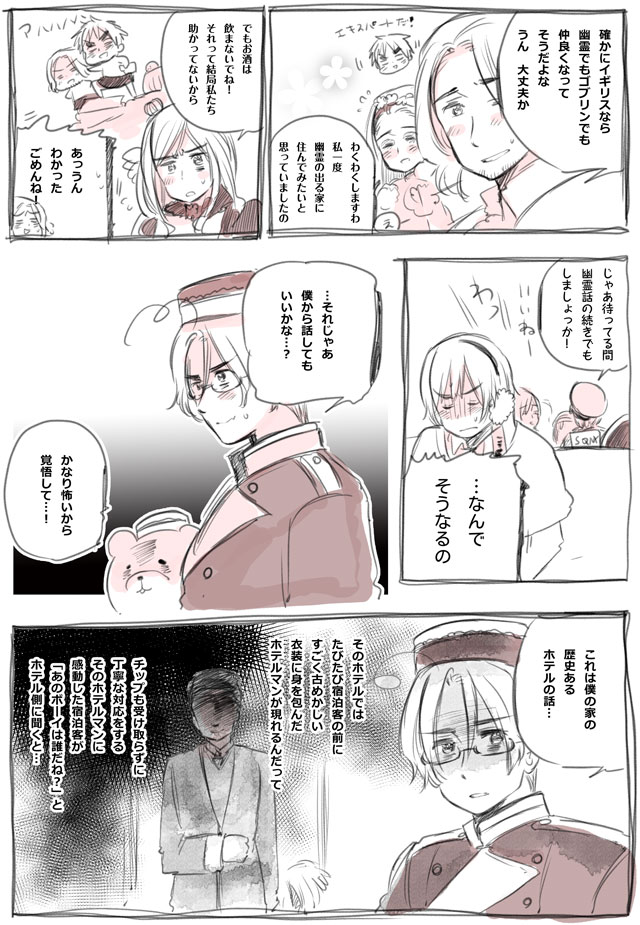 確かにイギリスなら
幽霊でもゴブリンでも
仲良くなって
そうだよな
うん　大丈夫か
エキスパートだ!
わくわくしますわ
私一度
幽霊の出る家に
住んでみたいと
思っていましたの
え
でもお酒は
飲まないでね!
それって結局私たち
助かってないから
アハハハハ
あっうん
わかった
ごめんね!
じゃあ待ってる間
幽霊話の続きでも
しましょっか!
わっ
いいね
SQM
…なんで
そうなるの
…それじゃあ
僕から話しても
いいかな…?
かなり怖いから
覚悟して…!
これは僕の家の
歴史ある
ホテルの話…
そのホテルでは
たびたび宿泊客の前に
すごく古めかしい
衣装に身を包んだ
ホテルマンが現れるんだって
チップも受け取らずに
丁寧な対応をする
そのホテルマンに
感動した宿泊客が
「あのボーイは誰だね?」と
ホテル側に聞くと…